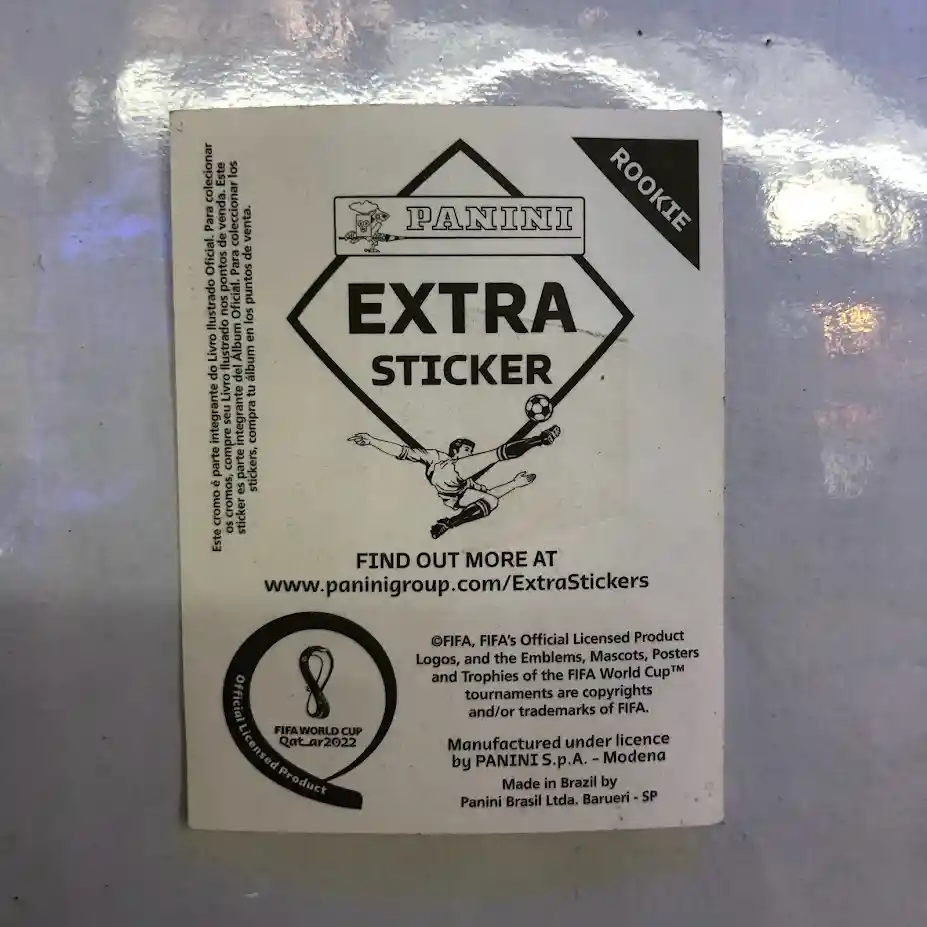 Este cromo é parte integrante do Livro Ilustrado Oficial. Para colecionar
os cromos, compre seu Livro Ilustrado nos pontos de venda. Este
sticker es parte integrante del Álbum Oficial. Para coleccionar los
stickers, compra tu álbum en los puntos de venta.
ROOKIE
PANINI
EXTRA
STICKER
FIND OUT MORE AT
www.paninigroup.com/ExtraStickers
Official Licensed Product
FIFA WORLD CUP
Qatar2022
©FIFA, FIFA's Official Licensed Product
Logos, and the Emblems, Mascots, Posters
and Trophies of the FIFA World Cup™
tournaments are copyrights
and/or trademarks of FIFA.
Manufactured under licence
by PANINI S.p.A. - Modena
Made in Brazil by
Panini Brasil Ltda. Barueri - SP